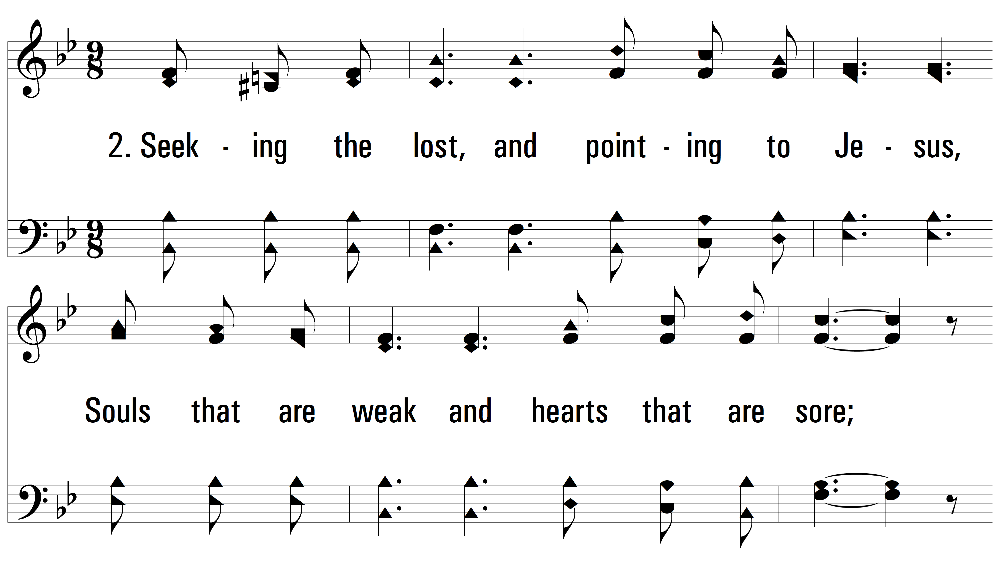 2. Seek - ing the lost, and point - ing to Je - sus,
Souls that are weak and hearts that are sore;